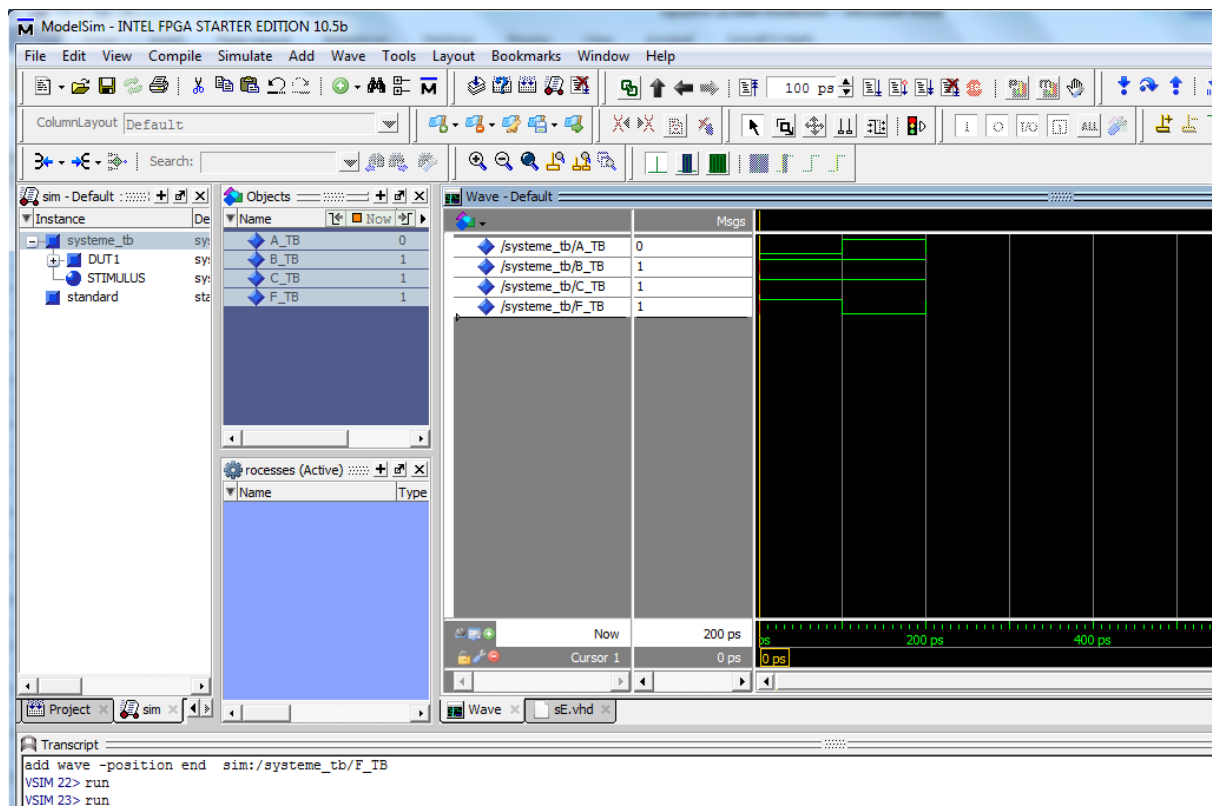 ModelSim - INTEL FPGA STARTER EDITION 10.5b
File Edit View Compile Simulate Add Wave Tools Layout Bookmarks Window Help
100 ps
ColumnLayout Default
I O I/O ALL
Search:
sim - Default
Instance De
systeme_tb sy
DUT1 sy
STIMULUS sy
standard sta
Objects
Name Now
A_TB 0
B_TB 1
C_TB 1
F_TB 1
rocesses (Active)
Name Type
Wave - Default
Msgs
/systeme_tb/A_TB 0
/systeme_tb/B_TB 1
/systeme_tb/C_TB 1
/systeme_tb/F_TB 1
Now 200 ps ps 200 ps 400 ps
Cursor 1 0 ps 0 ps
Project sim
Wave sE.vhd
Transcript
add wave -position end sim:/systeme_tb/F_TB
VSIM 22> run
VSIM 23> run